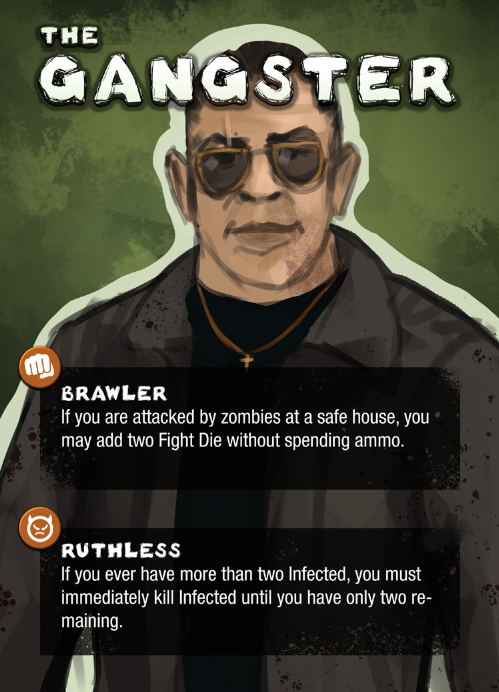 THE
GANGSTER
BRAWLER
If you are attacked by zombies at a safe house, you
may add two Fight Die without spending ammo.
RUTHLESS
If you ever have more than two Infected, you must
immediately kill Infected until you have only two re-
maining.